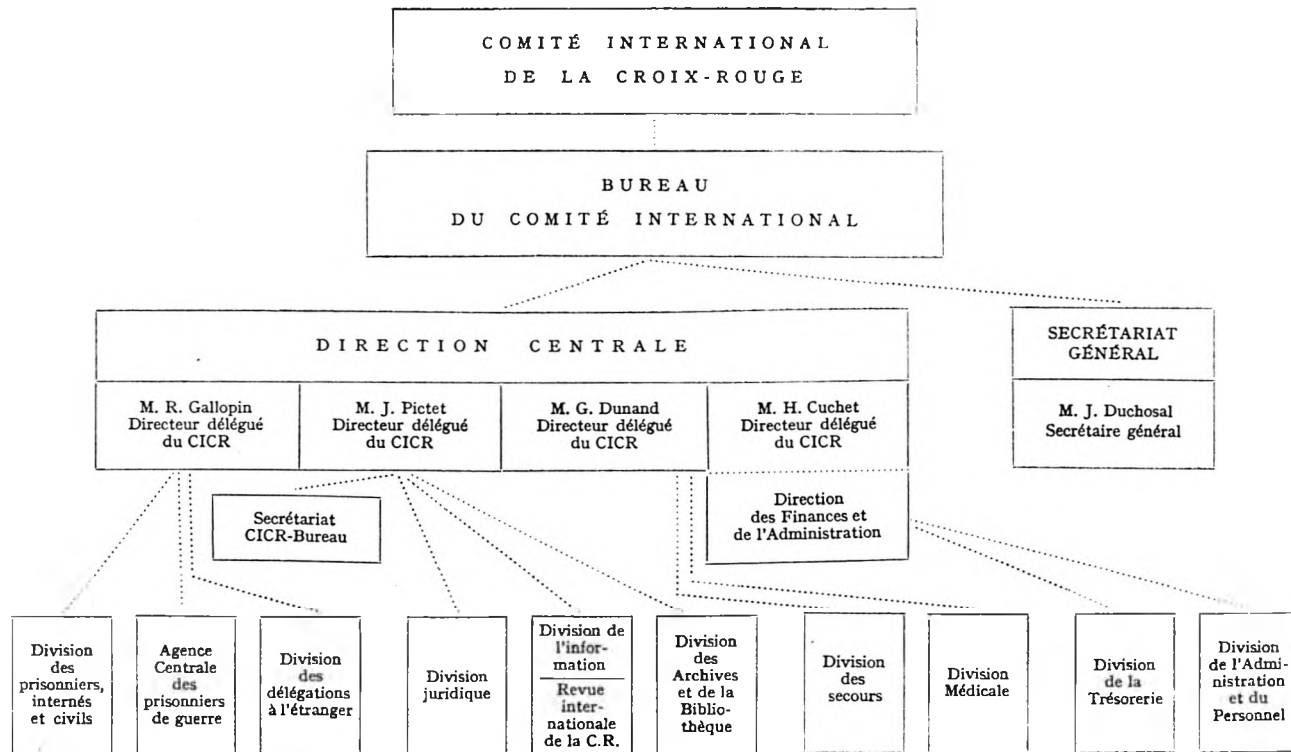 COMITÉ INTERNATIONAL
DE LA CROIX-ROUGE
BUREAU
DU COMITÉ INTERNATIONAL
DIRECTION CENTRALE
SECRÉTARIAT
GÉNÉRAL
M. R. Gallopin
Directeur délégué
du CICR
M. J. Pictet
Directeur délégué
du CICR
M. G. Dunand
Directeur délégué
du CICR
M. H. Cuchet
Directeur délégué
du CICR
M. J. Duchosal
Secrétaire général
Secrétariat
CICR-Bureau
Direction
des Finances et
de l'Administration
Division
des
prisonniers,
internés
et civils
Agence
Centrale
des
prisonniers
de guerre
Division
des
délégations
à l'étranger
Division
juridique
Division de
l'infor-
mation
Revue
inter-
nationale
de la C.R.
Division
des
Archives
et de la
Biblio-
thèque
Division
des
secours
Division
Médicale
Division
de la
Trésorerie
Division
de l'Admi-
nistration
et du
Personnel